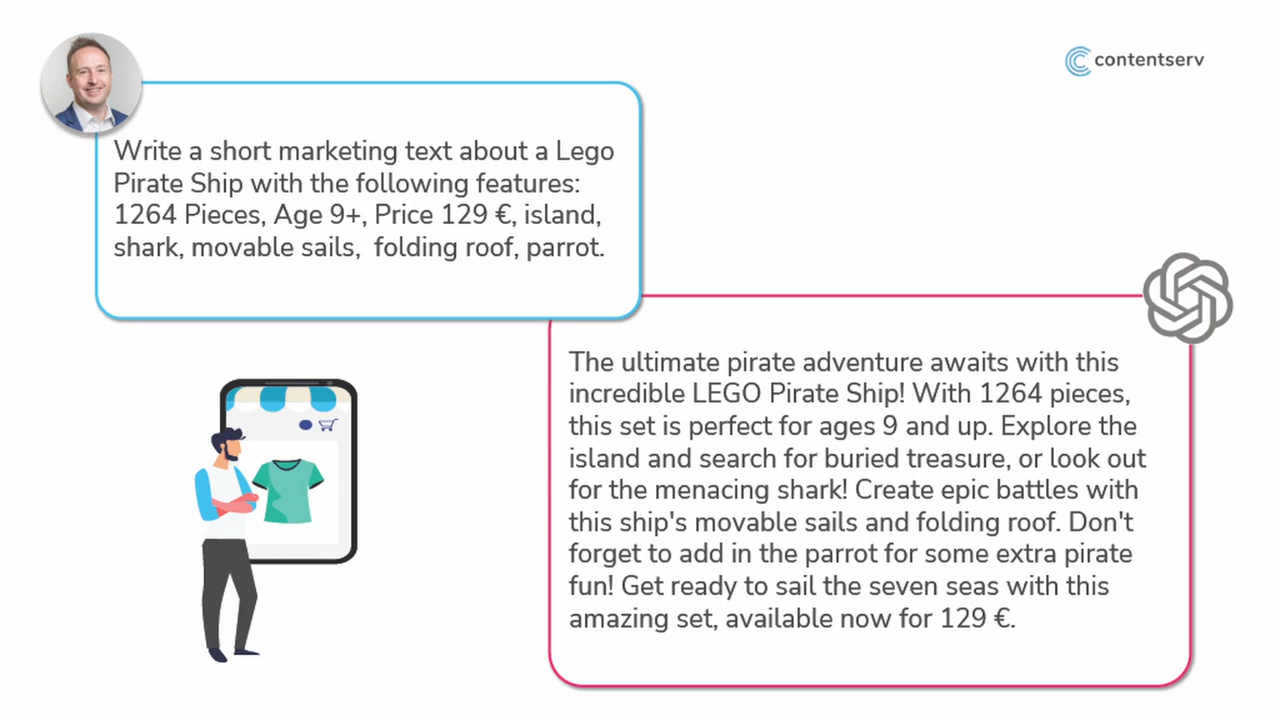 contentserv
Write a short marketing text about a Lego
Pirate Ship with the following features:
1264 Pieces, Age 9+, Price 129 €, island,
shark, movable sails,  folding roof, parrot.
The ultimate pirate adventure awaits with this
incredible LEGO Pirate Ship! With 1264 pieces,
this set is perfect for ages 9 and up. Explore the
island and search for buried treasure, or look out
for the menacing shark! Create epic battles with
this ship's movable sails and folding roof. Don't
forget to add in the parrot for some extra pirate
fun! Get ready to sail the seven seas with this
amazing set, available now for 129 €.